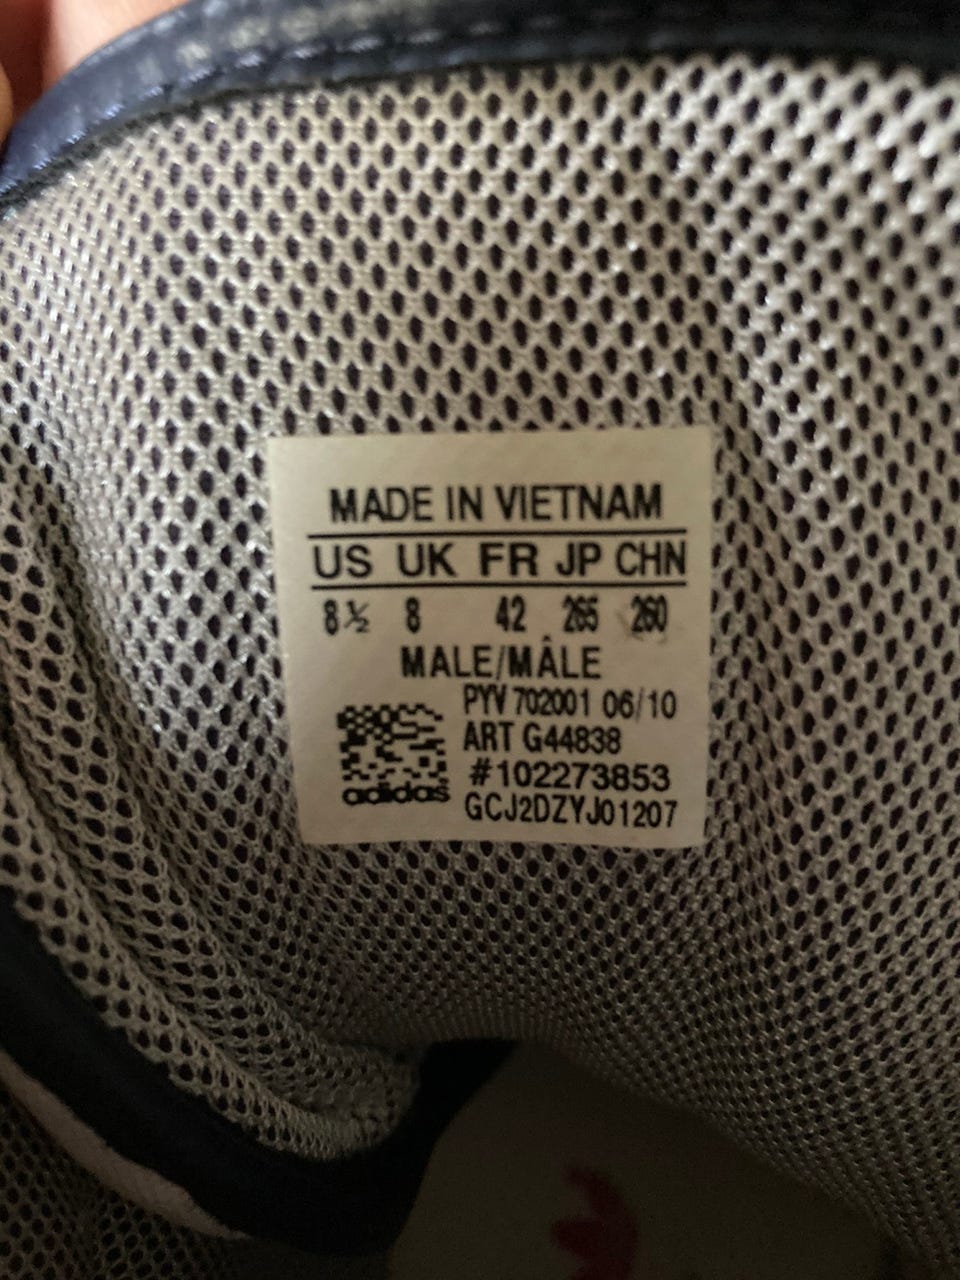 MADE IN VIETNAM
US UK FR JP CHN
8½ 8 42 265 260
MALE/MÂLE
PYV 702001 06/10
ART G44838
#102273853
adidas GCJ2DZYJ01207